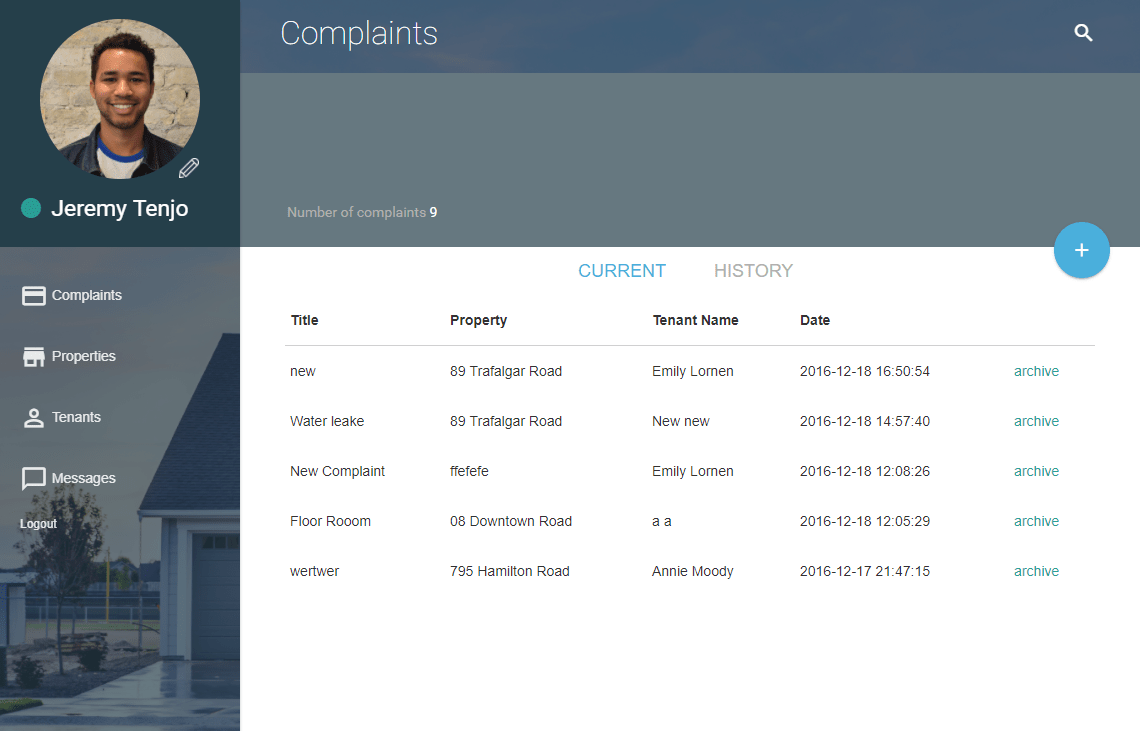 Complaints
Jeremy Tenjo
Number of complaints 9
+
Complaints
Properties
Tenants
Messages
Logout
CURRENT HISTORY
Title Property Tenant Name Date
new 89 Trafalgar Road Emily Lornen 2016-12-18 16:50:54 archive
Water leake 89 Trafalgar Road New new 2016-12-18 14:57:40 archive
New Complaint ffefefe Emily Lornen 2016-12-18 12:08:26 archive
Floor Rooom 08 Downtown Road a a 2016-12-18 12:05:29 archive
wertwer 795 Hamilton Road Annie Moody 2016-12-17 21:47:15 archive